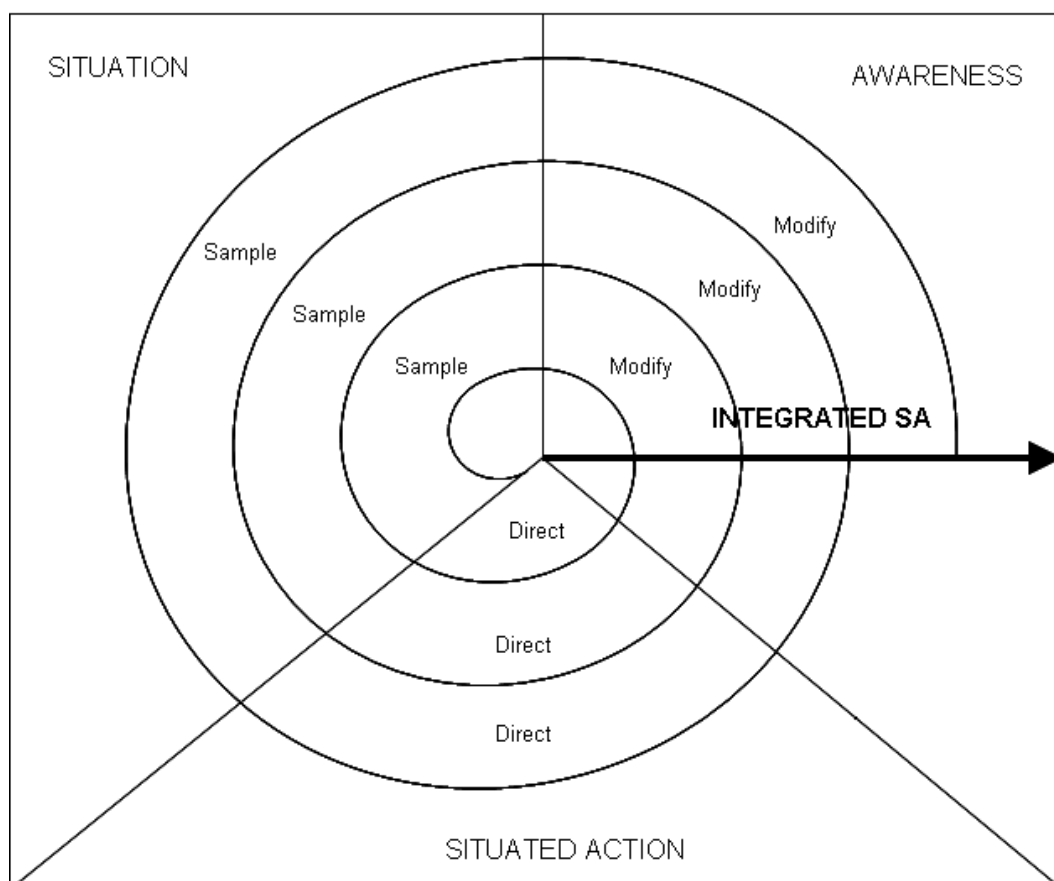 SITUATION
AWARENESS
Modify
Sample
Modify
Sample
Sample
Modify
INTEGRATED SA
Direct
Direct
Direct
SITUATED ACTION